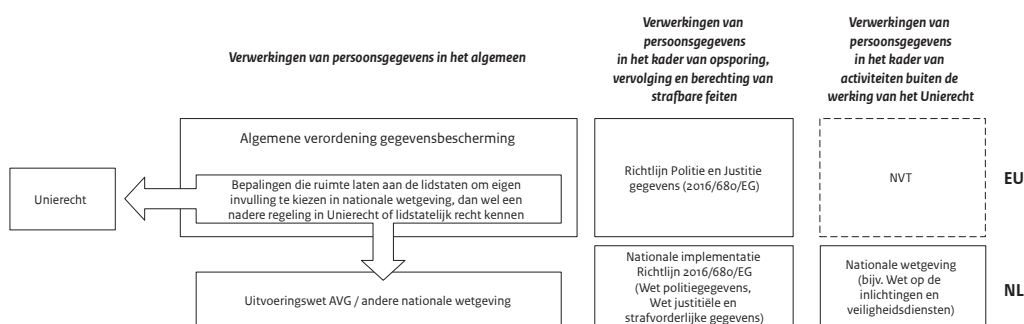 Verwerkingen van persoonsgegevens in het algemeen
Verwerkingen van
persoonsgegevens
in het kader van opsporing,
vervolging en berechting van
strafbare feiten
Verwerkingen van
persoonsgegevens
in het kader van
activiteiten buiten de
werking van het Unierecht
Algemene verordening gegevensbescherming
Unierecht
Bepalingen die ruimte laten aan de lidstaten om eigen
invulling te kiezen in nationale wetgeving, dan wel een
nadere regeling in Unierecht of lidstatelijk recht kennen
Richtlijn Politie en Justitie
gegevens (2016/680/EG)
NVT
EU
Uitvoeringswet AVG / andere nationale wetgeving
Nationale implementatie
Richtlijn 2016/680/EG
(Wet politiegegevens,
Wet justitiële en
strafvorderlijke gegevens)
Nationale wetgeving
(bijv. Wet op de
inlichtingen en
veiligheidsdiensten)
NL